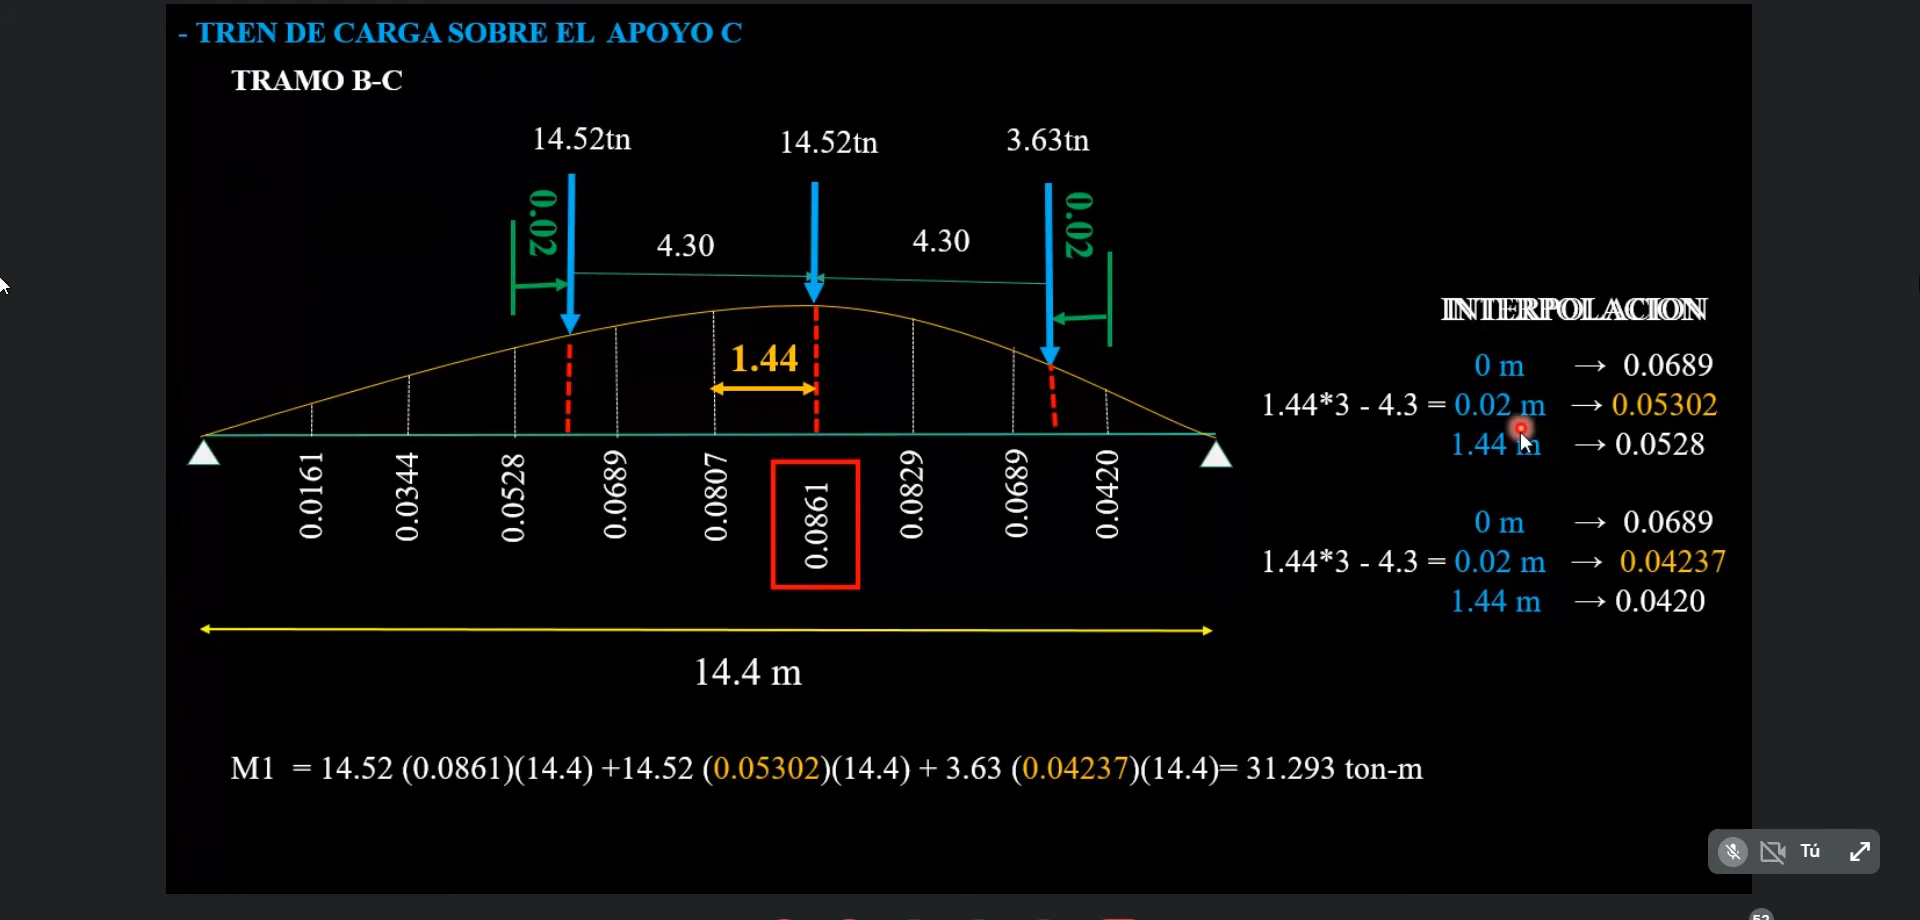 - TREN DE CARGA SOBRE EL APOYO C
TRAMO B-C
14.52tn
14.52tn
3.63tn
0.02
0.02
4.30
4.30
1.44
0.0161
0.0344
0.0528
0.0689
0.0807
0.0861
0.0829
0.0689
0.0420
14.4 m
INTERPOLACION
0 m → 0.0689
1.44*3 - 4.3 = 0.02 m → 0.05302
1.44 m → 0.0528
0 m → 0.0689
1.44*3 - 4.3 = 0.02 m → 0.04237
1.44 m → 0.0420
M1 = 14.52 (0.0861)(14.4) +14.52 (0.05302)(14.4) + 3.63 (0.04237)(14.4)= 31.293 ton-m
Tú